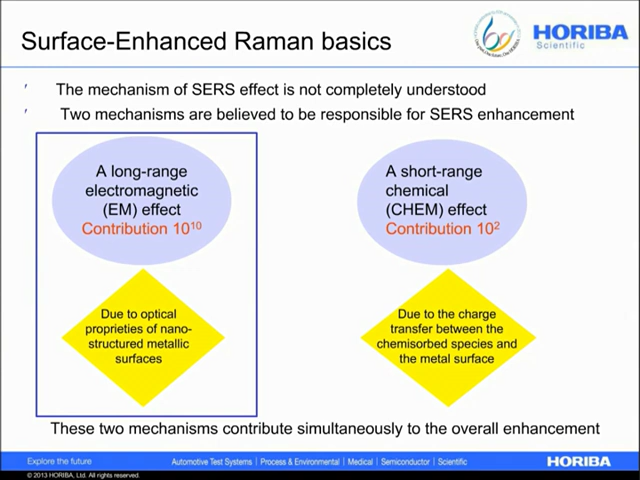 Surface-Enhanced Raman basics
HORIBA
Scientific
The mechanism of SERS effect is not completely understood
Two mechanisms are believed to be responsible for SERS enhancement
A long-range
electromagnetic
(EM) effect
Contribution 10¹⁰
A short-range
chemical
(CHEM) effect
Contribution 10²
Due to optical
proprieties of nano-
structured metallic
surfaces
Due to the charge
transfer between the
chemisorbed species and
the metal surface
These two mechanisms contribute simultaneously to the overall enhancement
Explore the future
Automotive Test Systems | Process & Environmental | Medical | Semiconductor | Scientific
HORIBA
© 2013 HORIBA, Ltd. All rights reserved.